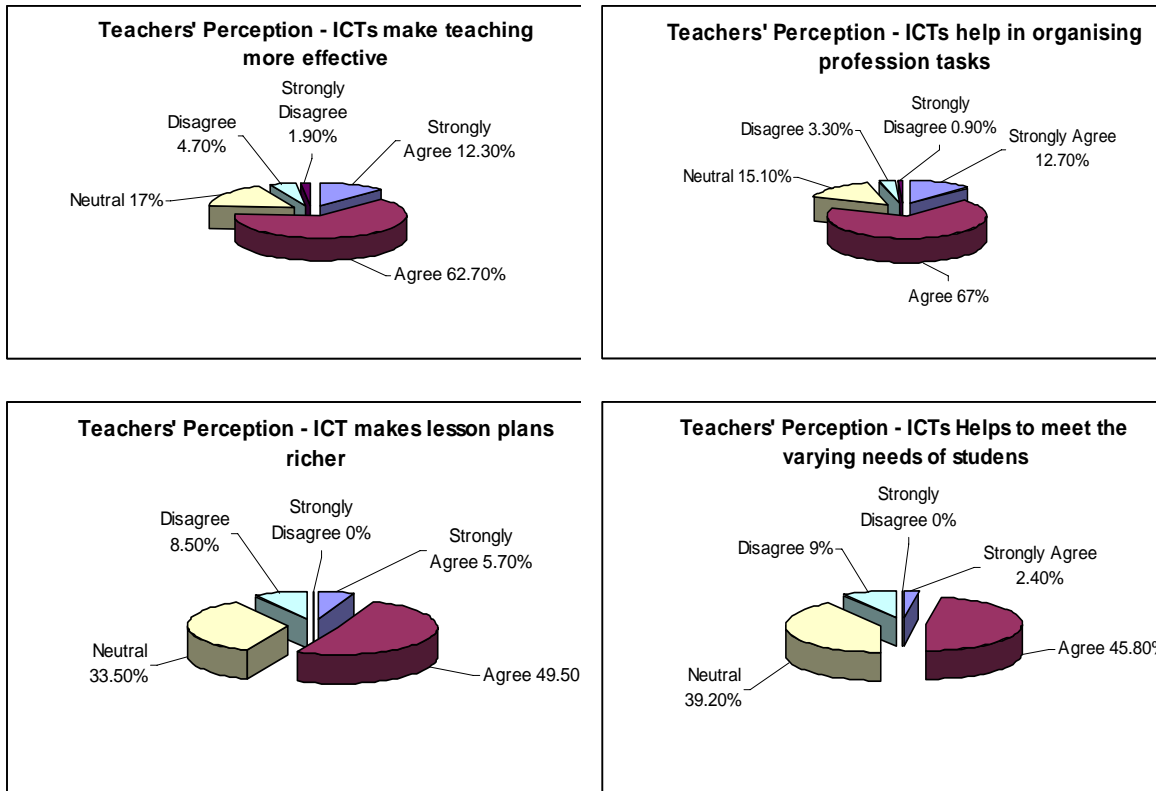 Teachers' Perception - ICTs make teaching
more effective
Strongly
Disagree
1.90%
Disagree
4.70%
Strongly
Agree 12.30%
Neutral 17%
Agree 62.70%
Teachers' Perception - ICTs help in organising
profession tasks
Strongly
Disagree 0.90%
Disagree 3.30%
Strongly Agree
12.70%
Neutral 15.10%
Agree 67%
Teachers' Perception - ICT makes lesson plans
richer
Strongly
Disagree 0%
Disagree
8.50%
Strongly
Agree 5.70%
Neutral
33.50%
Agree 49.50
Teachers' Perception - ICTs Helps to meet the
varying needs of studens
Strongly
Disagree 0%
Disagree 9%
Strongly Agree
2.40%
Neutral
39.20%
Agree 45.80%